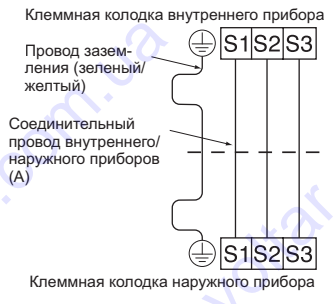 Клеммная колодка внутреннего прибора
S1 S2 S3
Провод зазем-
ления (зеленый/
желтый)
Соединительный
провод внутреннего/
наружного приборов
(A)
S1 S2 S3
Клеммная колодка наружного прибора